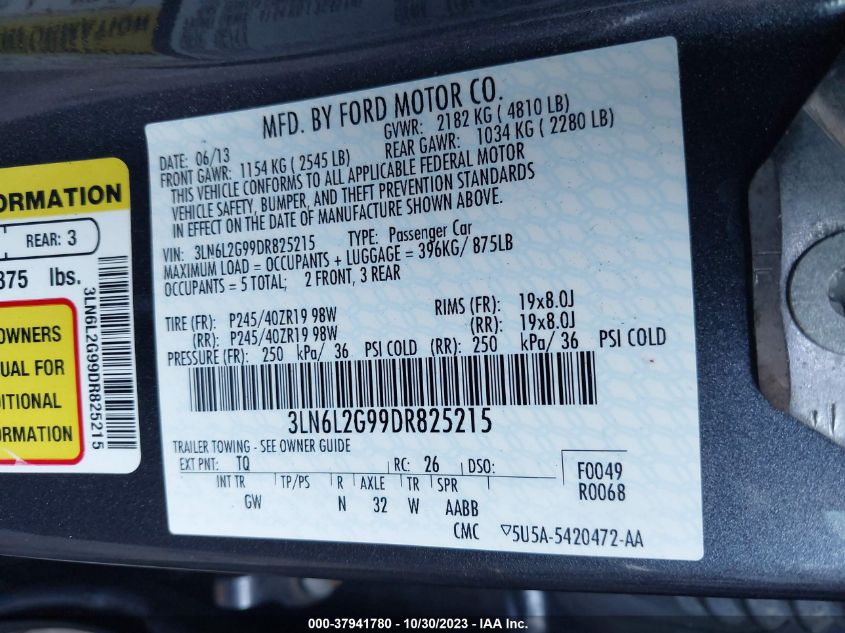 MFD. BY FORD MOTOR CO.
DATE: 06/13
GVWR: 2182 KG ( 4810 LB)
FRONT GAWR: 1154 KG ( 2545 LB)
REAR GAWR: 1034 KG ( 2280 LB)
THIS VEHICLE CONFORMS TO ALL APPLICABLE FEDERAL MOTOR
VEHICLE SAFETY, BUMPER, AND THEFT PREVENTION STANDARDS
IN EFFECT ON THE DATE OF MANUFACTURE SHOWN ABOVE.
VIN: 3LN6L2G99DR825215 TYPE: Passenger Car
MAXIMUM LOAD = OCCUPANTS + LUGGAGE = 396KG/ 875LB
OCCUPANTS = 5 TOTAL; 2 FRONT, 3 REAR
TIRE (FR): P245/40ZR19 98W RIMS (FR): 19x8.0J
(RR): P245/40ZR19 98W (RR): 19x8.0J
PRESSURE (FR): 250 kPa/ 36 PSI COLD (RR): 250 kPa/ 36 PSI COLD
3LN6L2G99DR825215
TRAILER TOWING - SEE OWNER GUIDE
EXT PNT: TQ RC: 26 DSO:
INT TR TP/PS R AXLE TR SPR
GW N 32 W AABB
F0049
R0068
CMC ▽5U5A-5420472-AA
ORMATION
REAR: 3
875 lbs.
OWNERS
UAL FOR
DITIONAL
ORMATION
3LN6L2G99DR825215
000-37941780 - 10/30/2023 - IAA Inc.